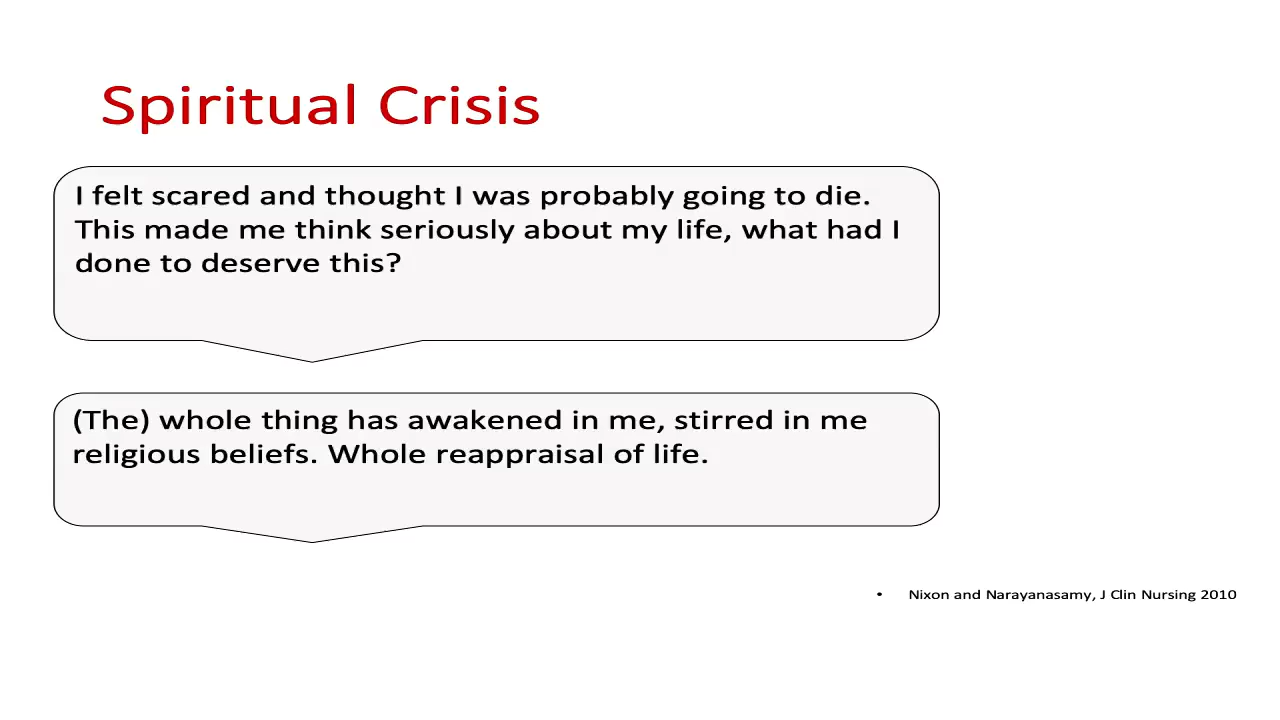 Spiritual Crisis
I felt scared and thought I was probably going to die.
This made me think seriously about my life, what had I
done to deserve this?
(The) whole thing has awakened in me, stirred in me
religious beliefs. Whole reappraisal of life.
• Nixon and Narayanasamy, J Clin Nursing 2010